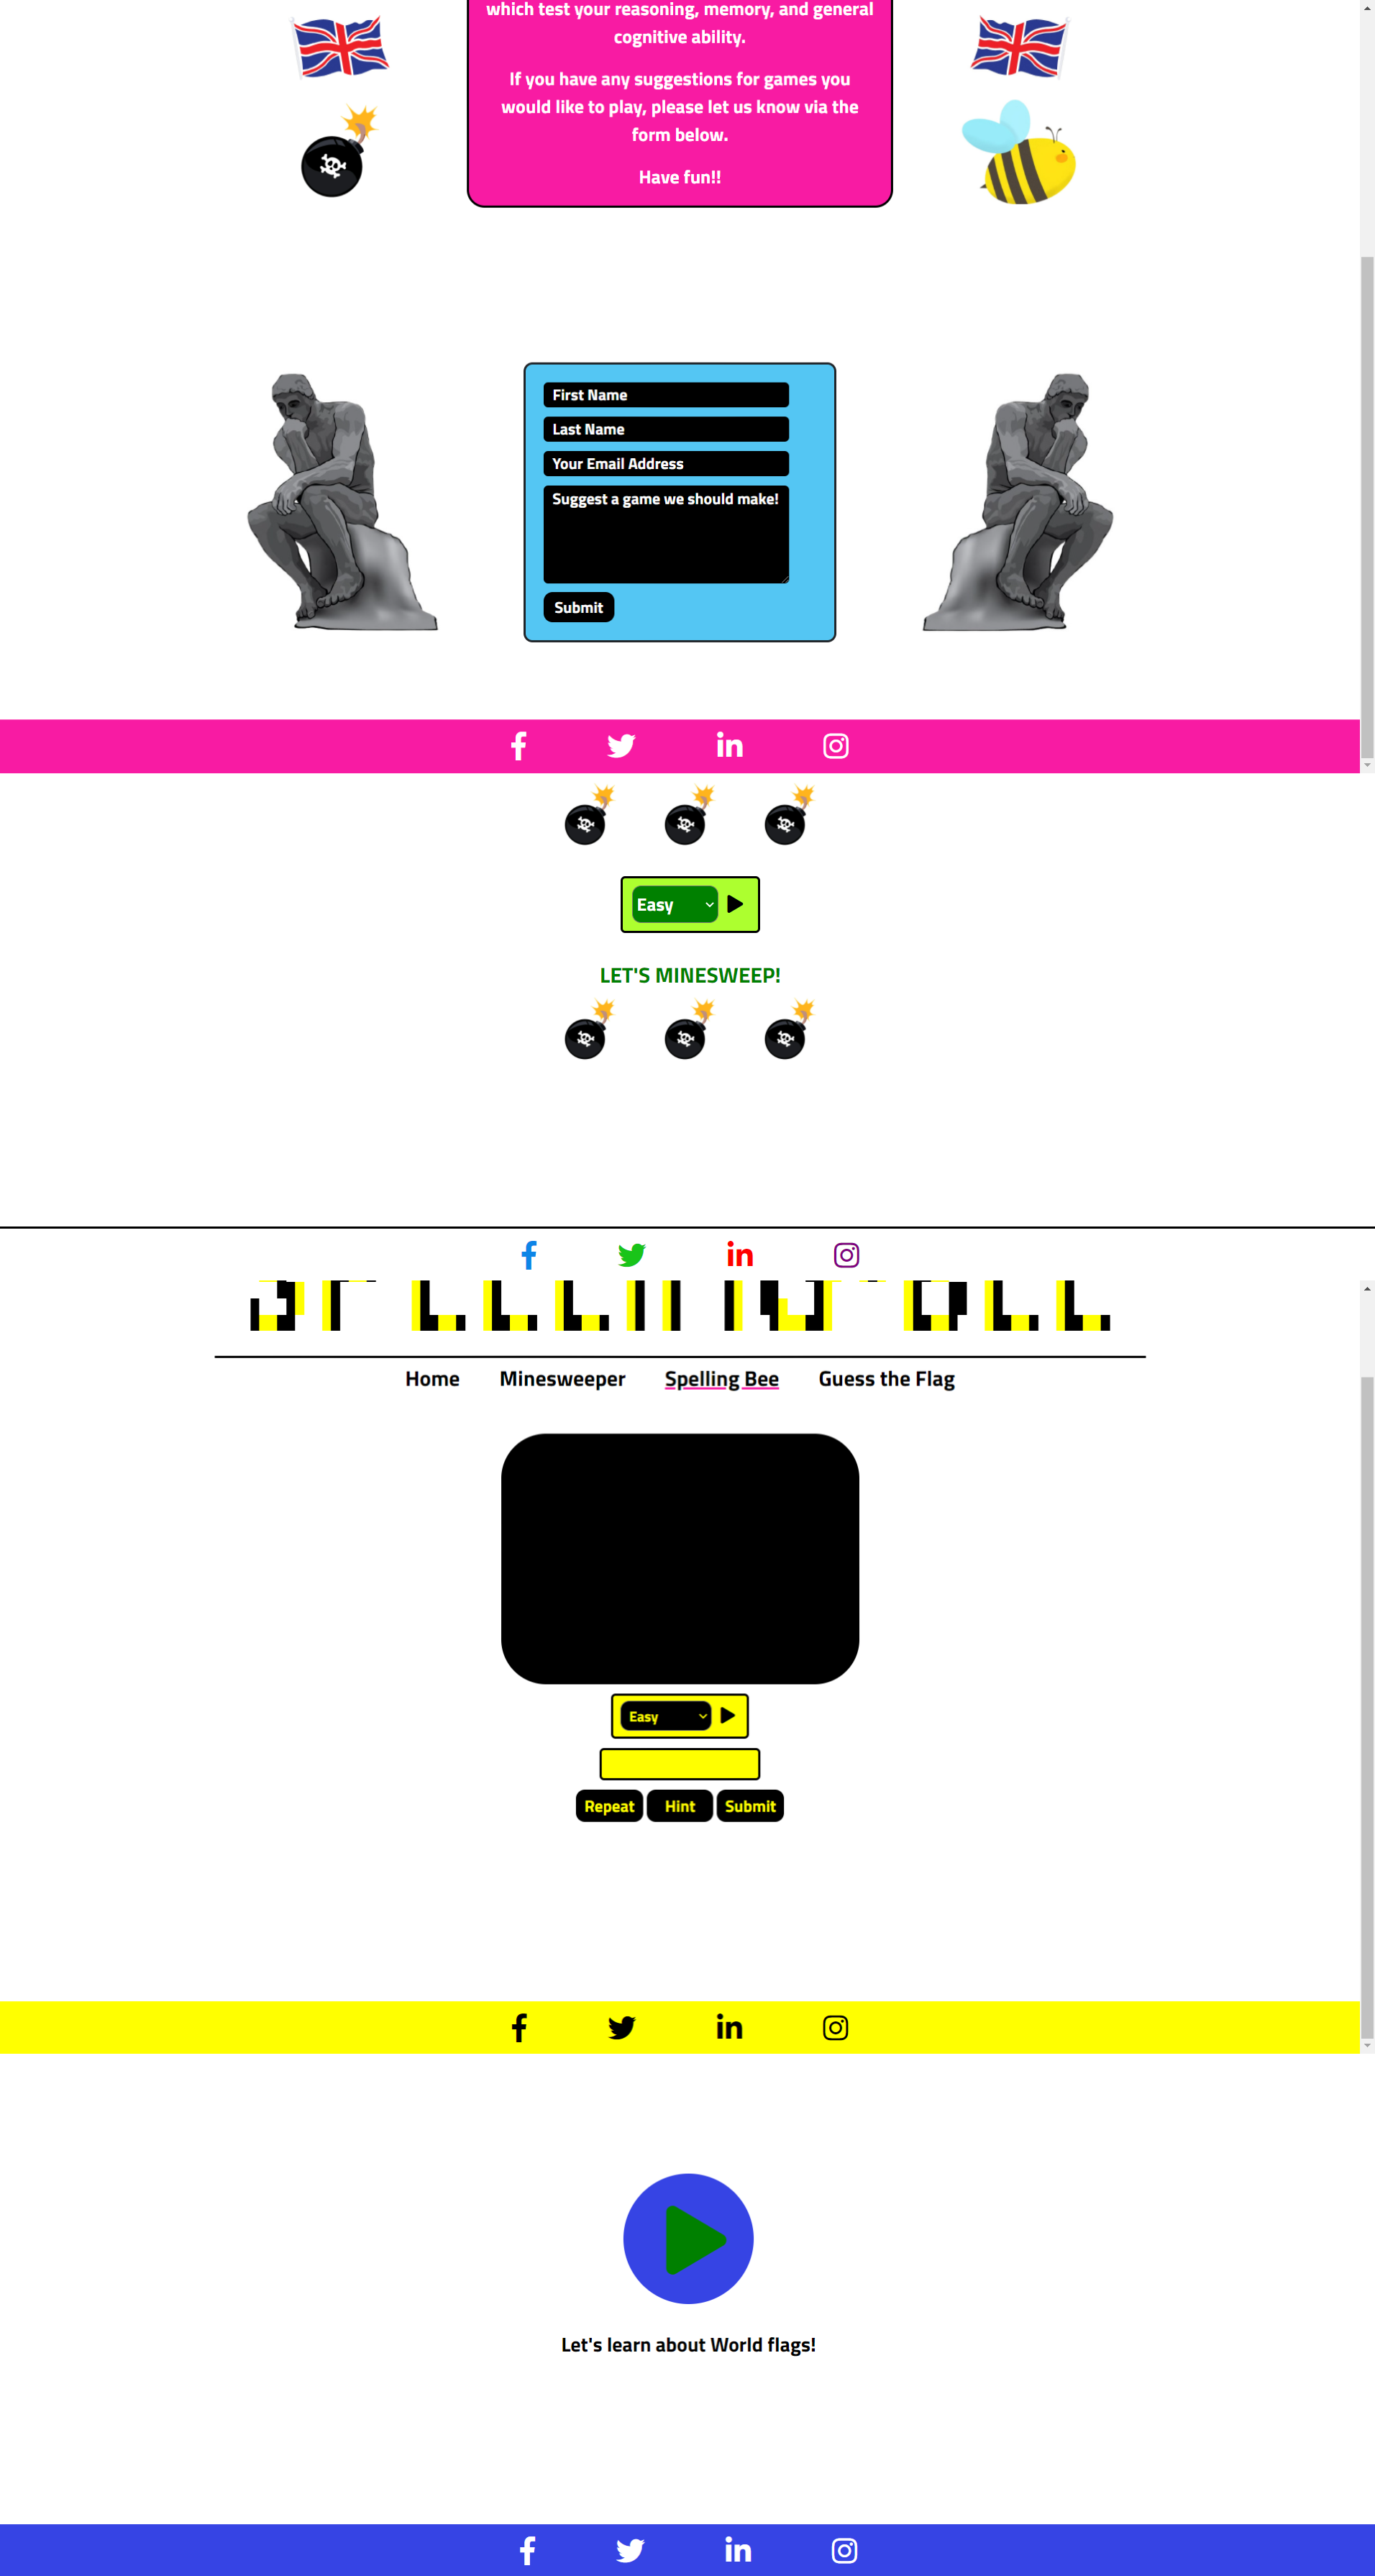 which test your reasoning, memory, and general
cognitive ability.
If you have any suggestions for games you
would like to play, please let us know via the
form below.
Have fun!!
First Name
Last Name
Your Email Address
Suggest a game we should make!
Submit
Easy
LET'S MINESWEEP!
Home Minesweeper Spelling Bee Guess the Flag
Easy
Repeat Hint Submit
Let's learn about World flags!